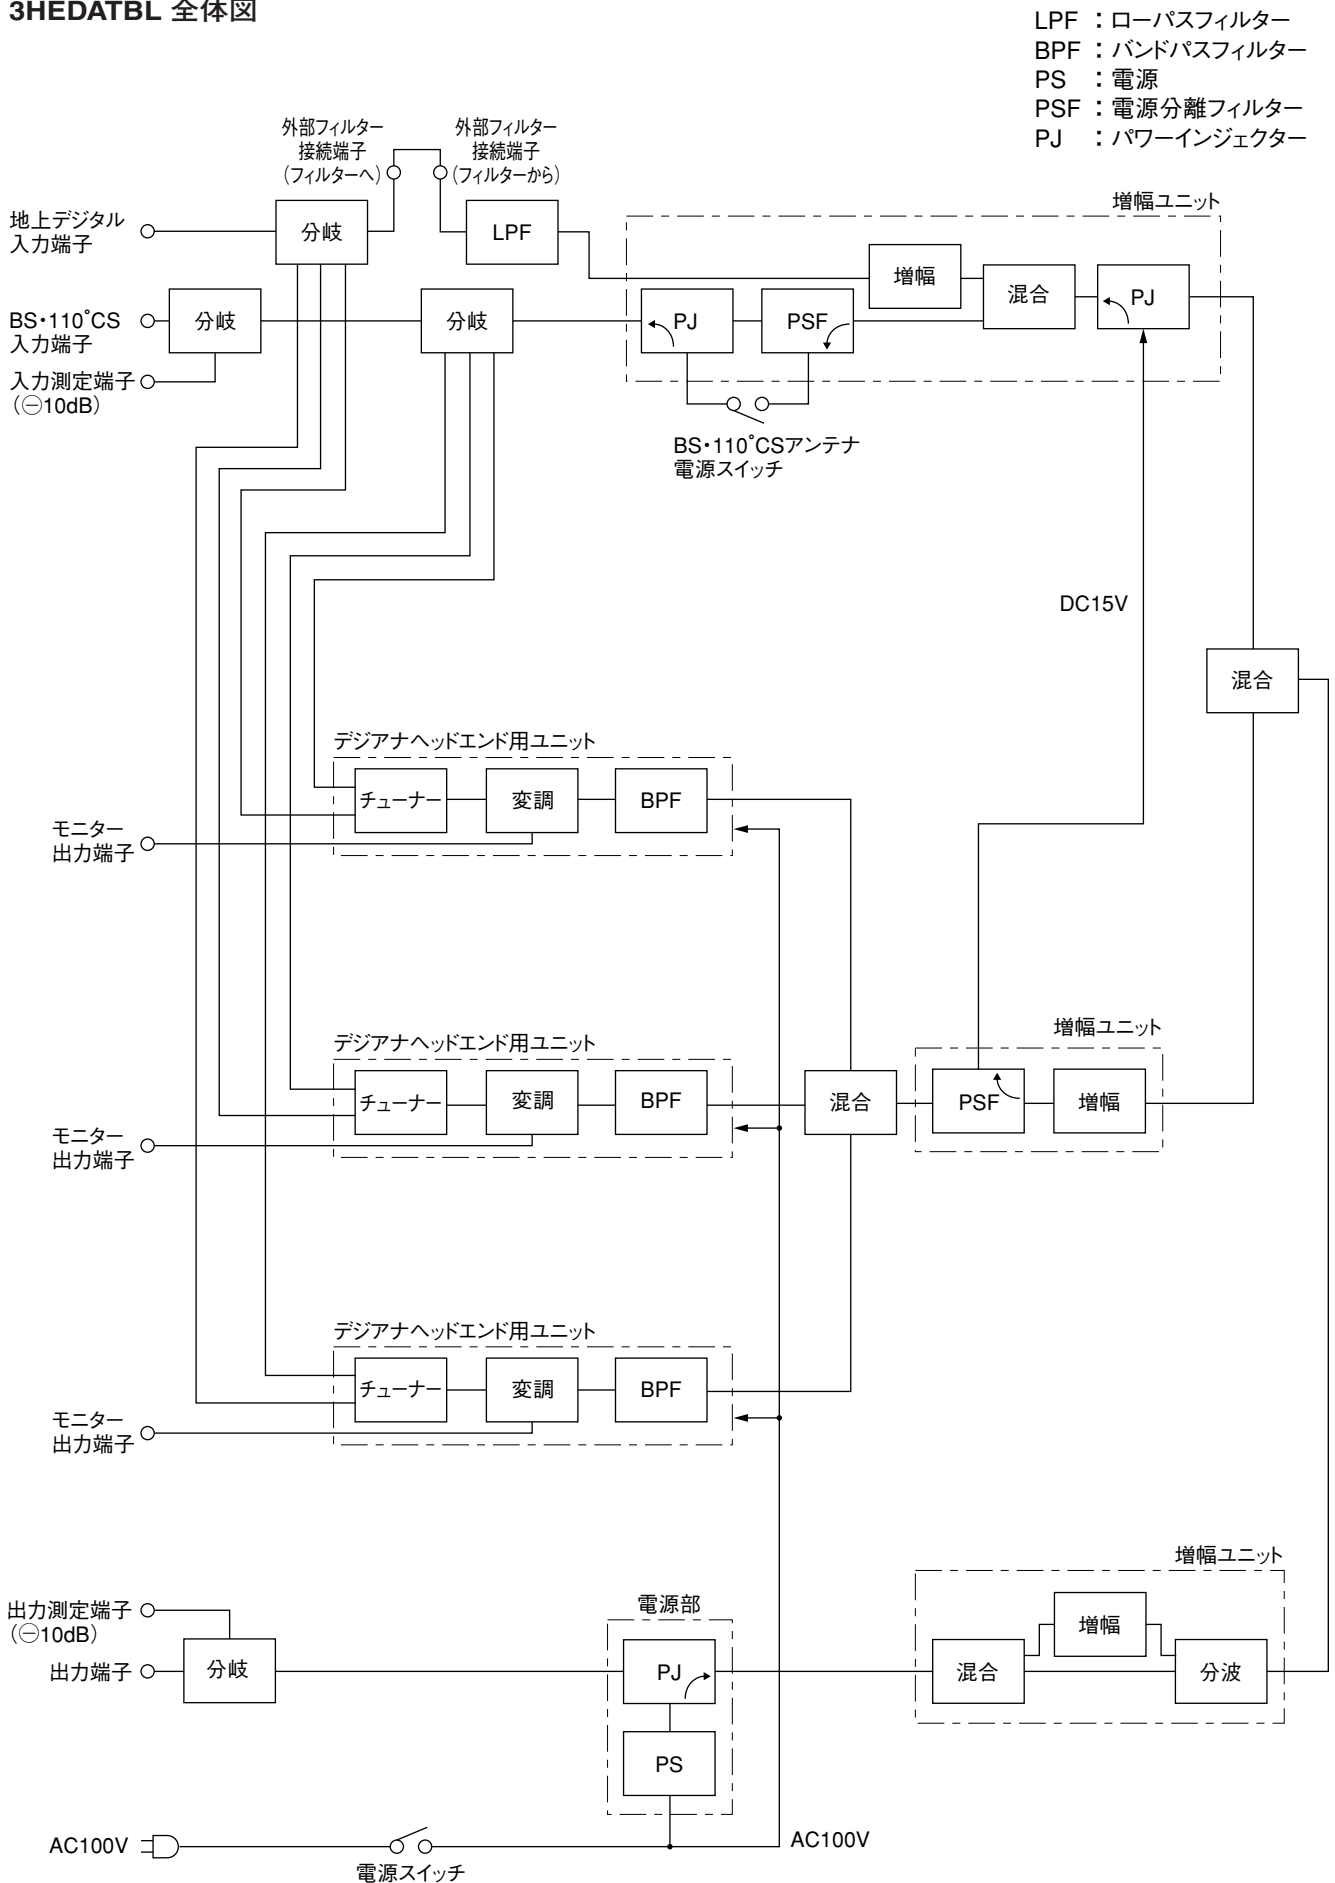 3HEDATBL 全体図
LPF ：ローパスフィルター
BPF ：バンドパスフィルター
PS ：電源
PSF ：電源分離フィルター
PJ ：パワーインジェクター
外部フィルター
接続端子
（フィルターへ）
外部フィルター
接続端子
（フィルターから）
増幅ユニット
地上デジタル
入力端子
分岐
LPF
増幅
混合
PJ
BS・110°CS
入力端子
分岐
分岐
PJ
PSF
入力測定端子
（⊖10dB）
BS・110°CSアンテナ
電源スイッチ
DC15V
混合
デジアナヘッドエンド用ユニット
チューナー
変調
BPF
モニター
出力端子
増幅ユニット
デジアナヘッドエンド用ユニット
チューナー
変調
BPF
混合
PSF
増幅
モニター
出力端子
デジアナヘッドエンド用ユニット
チューナー
変調
BPF
モニター
出力端子
増幅ユニット
出力測定端子
（⊖10dB）
電源部
増幅
出力端子
分岐
PJ
混合
分波
PS
AC100V
AC100V
電源スイッチ